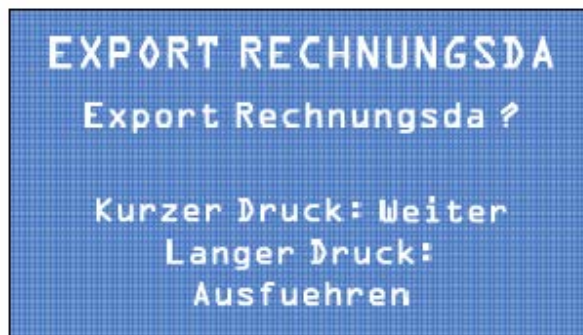 EXPORT RECHNUNGSDA
Export Rechnungsda ?
Kurzer Druck: Weiter
Langer Druck:
Ausfuehren